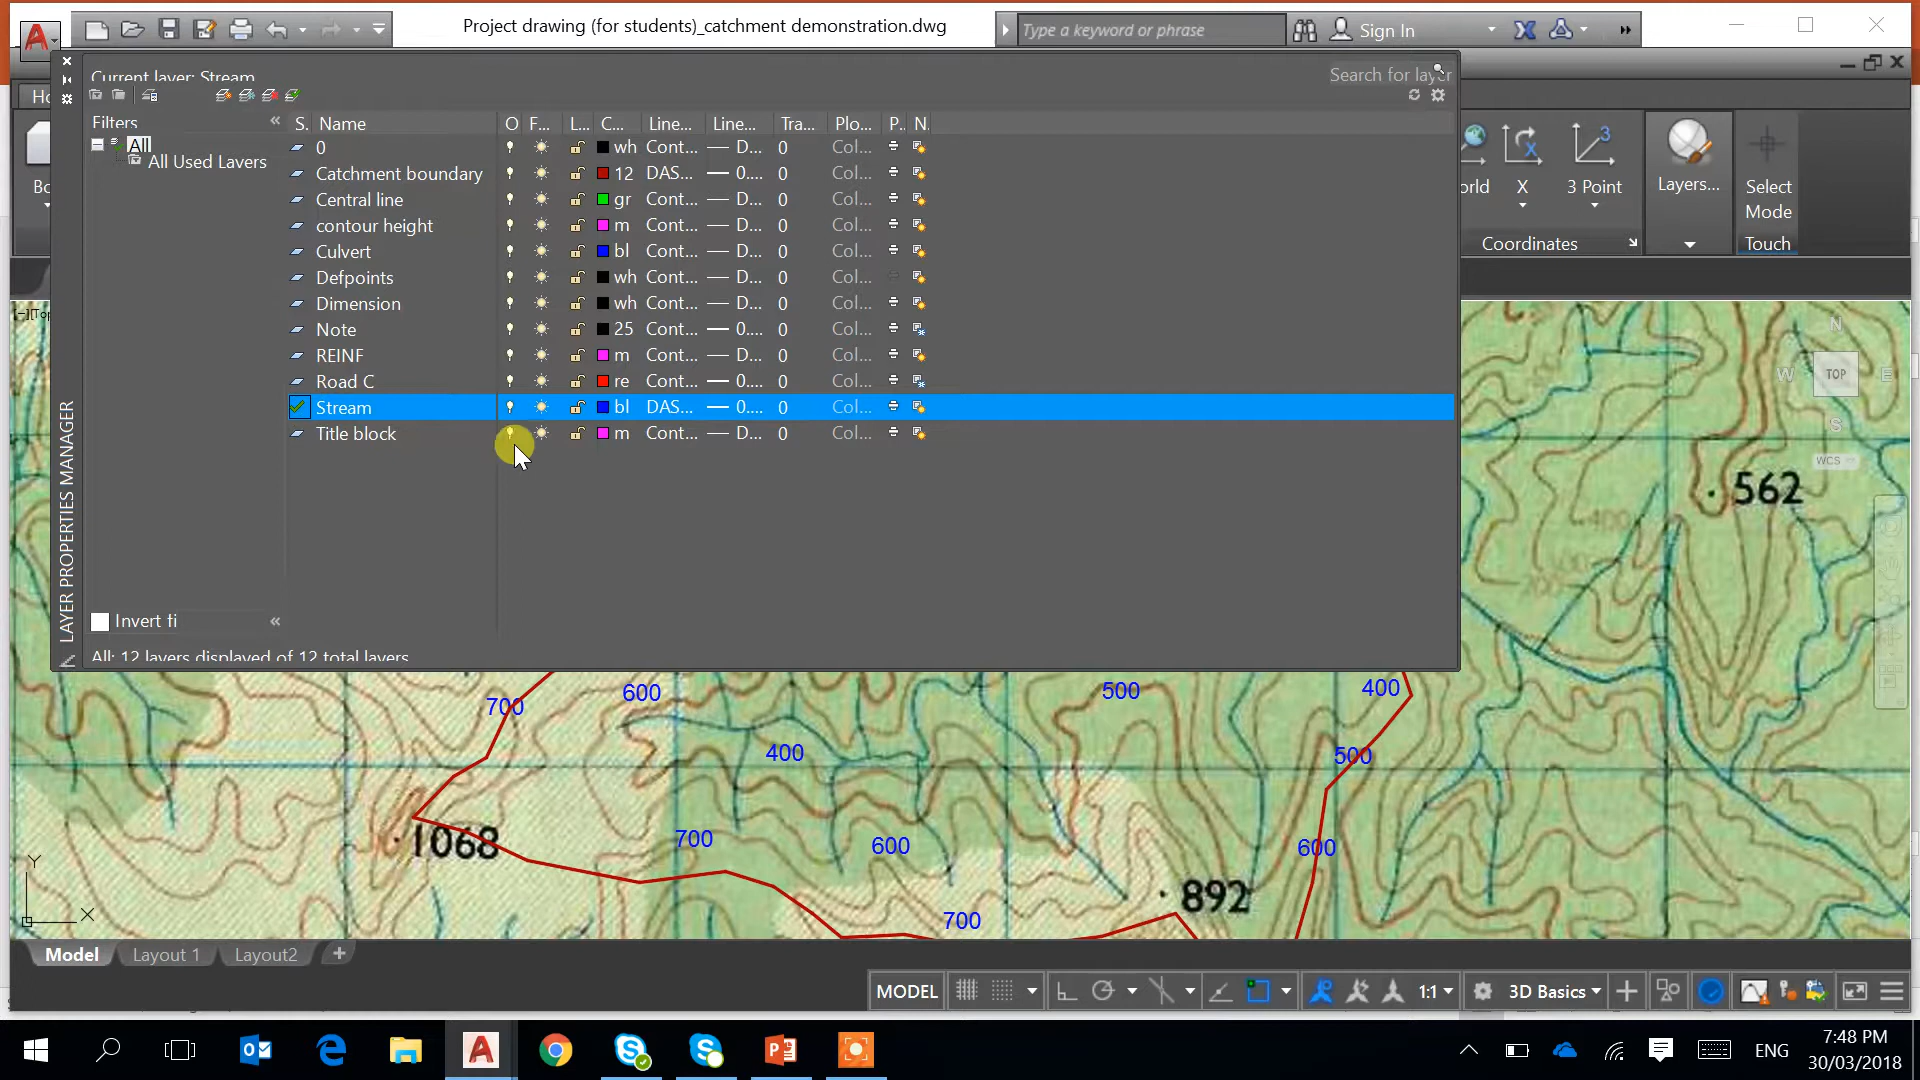 Project drawing (for students)_catchment demonstration.dwg
Type a keyword or phrase
Sign In
Current layer: Stream
Search for layer
Filters
S. Name O F... L... C... Line... Line... Tra... Plo... P.. N.
All
All Used Layers
0 wh Cont... D... 0 Col...
Catchment boundary 12 DAS... 0.... 0 Col...
Central line gr Cont... D... 0 Col...
contour height m Cont... D... 0 Col...
Culvert bl Cont... D... 0 Col...
Defpoints wh Cont... D... 0 Col...
Dimension wh Cont... D... 0 Col...
Note 25 Cont... 0.... 0 Col...
REINF m Cont... D... 0 Col...
Road C re Cont... 0.... 0 Col...
Stream bl DAS... 0.... 0 Col...
Title block m Cont... D... 0 Col...
Invert fi
All: 12 layers displayed of 12 total layers
LAYER PROPERTIES MANAGER
Ho
Bo
orld X 3 Point
Coordinates
Layers...
Select
Mode
Touch
[-][Top
N
W TOP E
S
WCS
562
700 600 500 400
400 500
1068 700 600 600
892
700
Y
X
Model Layout 1 Layout2 +
MODEL 1:1 3D Basics
ENG
7:48 PM
30/03/2018